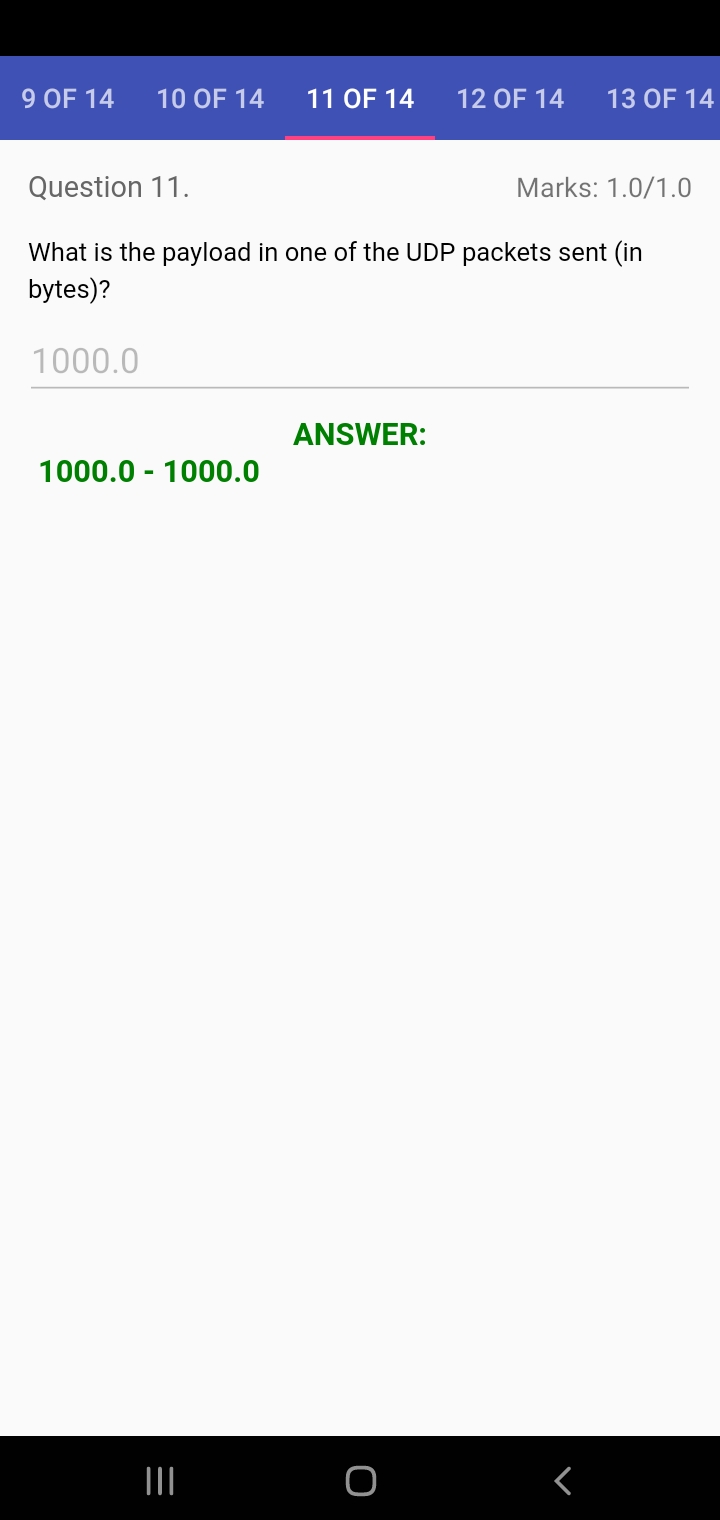 9 OF 14 10 OF 14 11 OF 14 12 OF 14 13 OF 14
Question 11. Marks: 1.0/1.0
What is the payload in one of the UDP packets sent (in
bytes)?
1000.0
ANSWER:
1000.0 - 1000.0